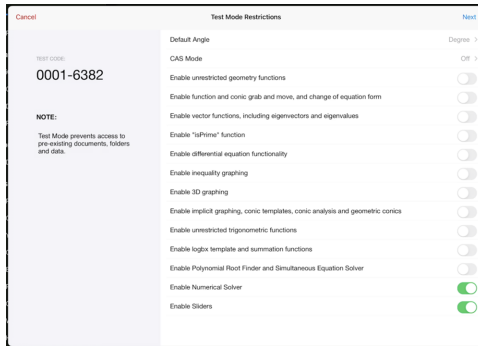 Cancel
Test Mode Restrictions
Next
TEST CODE:
0001-6382
NOTE:
Test Mode prevents access to
pre-existing documents, folders
and data.
Default Angle
Degree >
CAS Mode
Off >
Enable unrestricted geometry functions
Enable function and conic grab and move, and change of equation form
Enable vector functions, including eigenvectors and eigenvalues
Enable "isPrime" function
Enable differential equation functionality
Enable inequality graphing
Enable 3D graphing
Enable implicit graphing, conic templates, conic analysis and geometric conics
Enable unrestricted trigonometric functions
Enable logbx template and summation functions
Enable Polynomial Root Finder and Simultaneous Equation Solver
Enable Numerical Solver
Enable Sliders